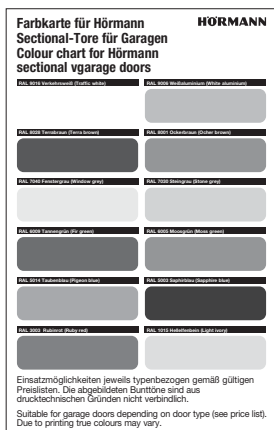 Farbkarte für Hörmann
Sectional-Tore für Garagen
Colour chart for Hörmann
sectional vgarage doors
HÖRMANN
RAL 9016 Verkehrsweiß (Traffic white)
RAL 9006 Weißaluminium (White aluminium)
RAL 8028 Terrabraun (Terra brown)
RAL 8001 Ockerbraun (Ocher brown)
RAL 7040 Fenstergrau (Window grey)
RAL 7030 Steingrau (Stone grey)
RAL 6009 Tannengrün (Fir green)
RAL 6005 Moosgrün (Moss green)
RAL 5014 Taubenblau (Pigeon blue)
RAL 5003 Saphirblau (Sapphire blue)
RAL 3003 Rubinrot (Ruby red)
RAL 1015 Hellelfenbein (Light ivory)
Einsatzmöglichkeiten jeweils typenbezogen gemäß gültigen
Preislisten. Die abgebildeten Bunttöne sind aus
drucktechnischen Gründen nicht verbindlich.
Suitable for garage doors depending on door type (see price list).
Due to printing true colours may vary.